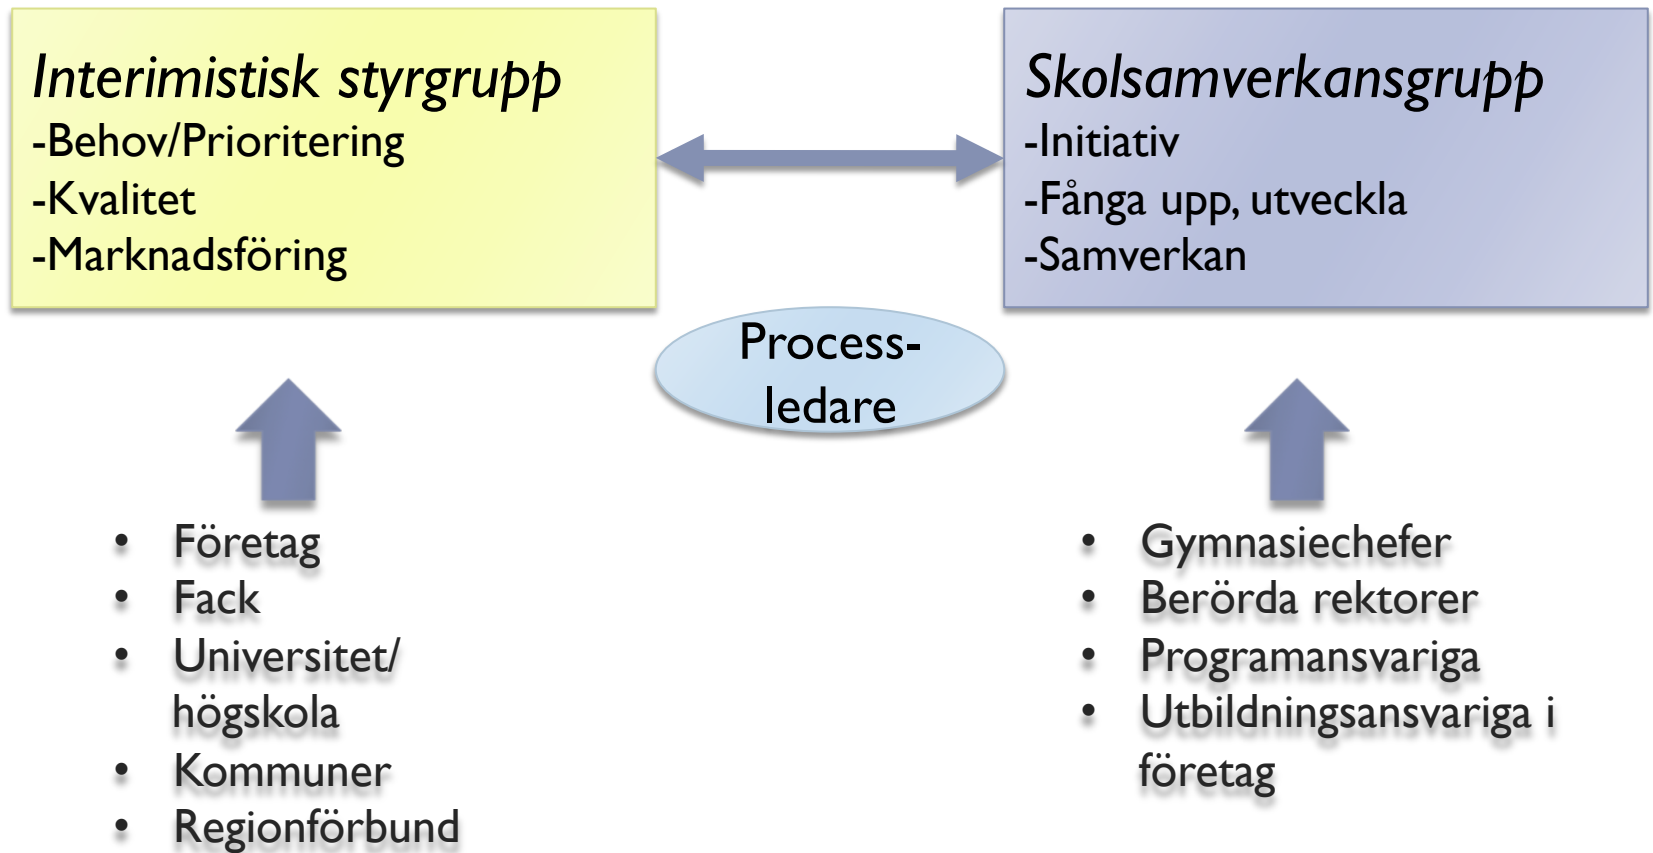 Interimistisk styrgrupp
-Behov/Prioritering
-Kvalitet
-Marknadsföring
Skolsamverkansgrupp
-Initiativ
-Fånga upp, utveckla
-Samverkan
Process-
ledare
• Företag
• Fack
• Universitet/
högskola
• Kommuner
• Regionförbund
• Gymnasiechefer
• Berörda rektorer
• Programansvariga
• Utbildningsansvariga i
företag